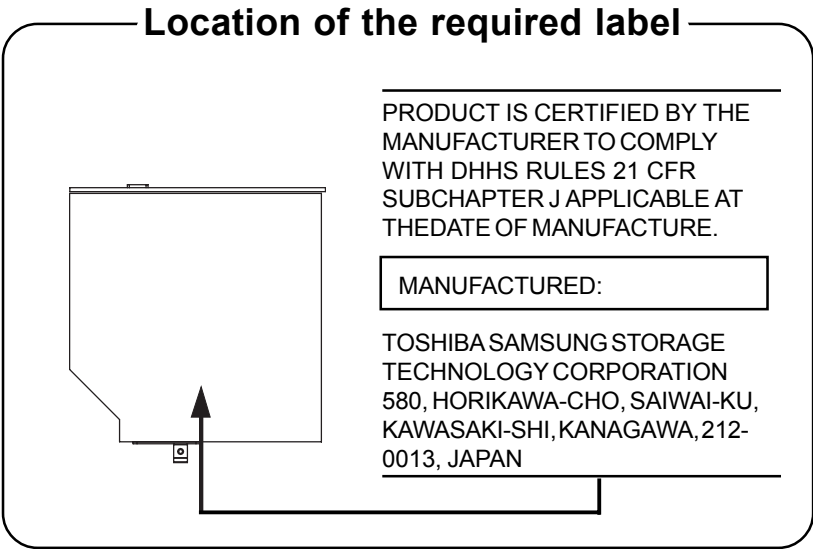 Location of the required label
PRODUCT IS CERTIFIED BY THE
MANUFACTURER TO COMPLY
WITH DHHS RULES 21 CFR
SUBCHAPTER J APPLICABLE AT
THEDATE OF MANUFACTURE.
MANUFACTURED:
TOSHIBA SAMSUNG STORAGE
TECHNOLOGY CORPORATION
580, HORIKAWA-CHO, SAIWAI-KU,
KAWASAKI-SHI, KANAGAWA, 212-
0013, JAPAN